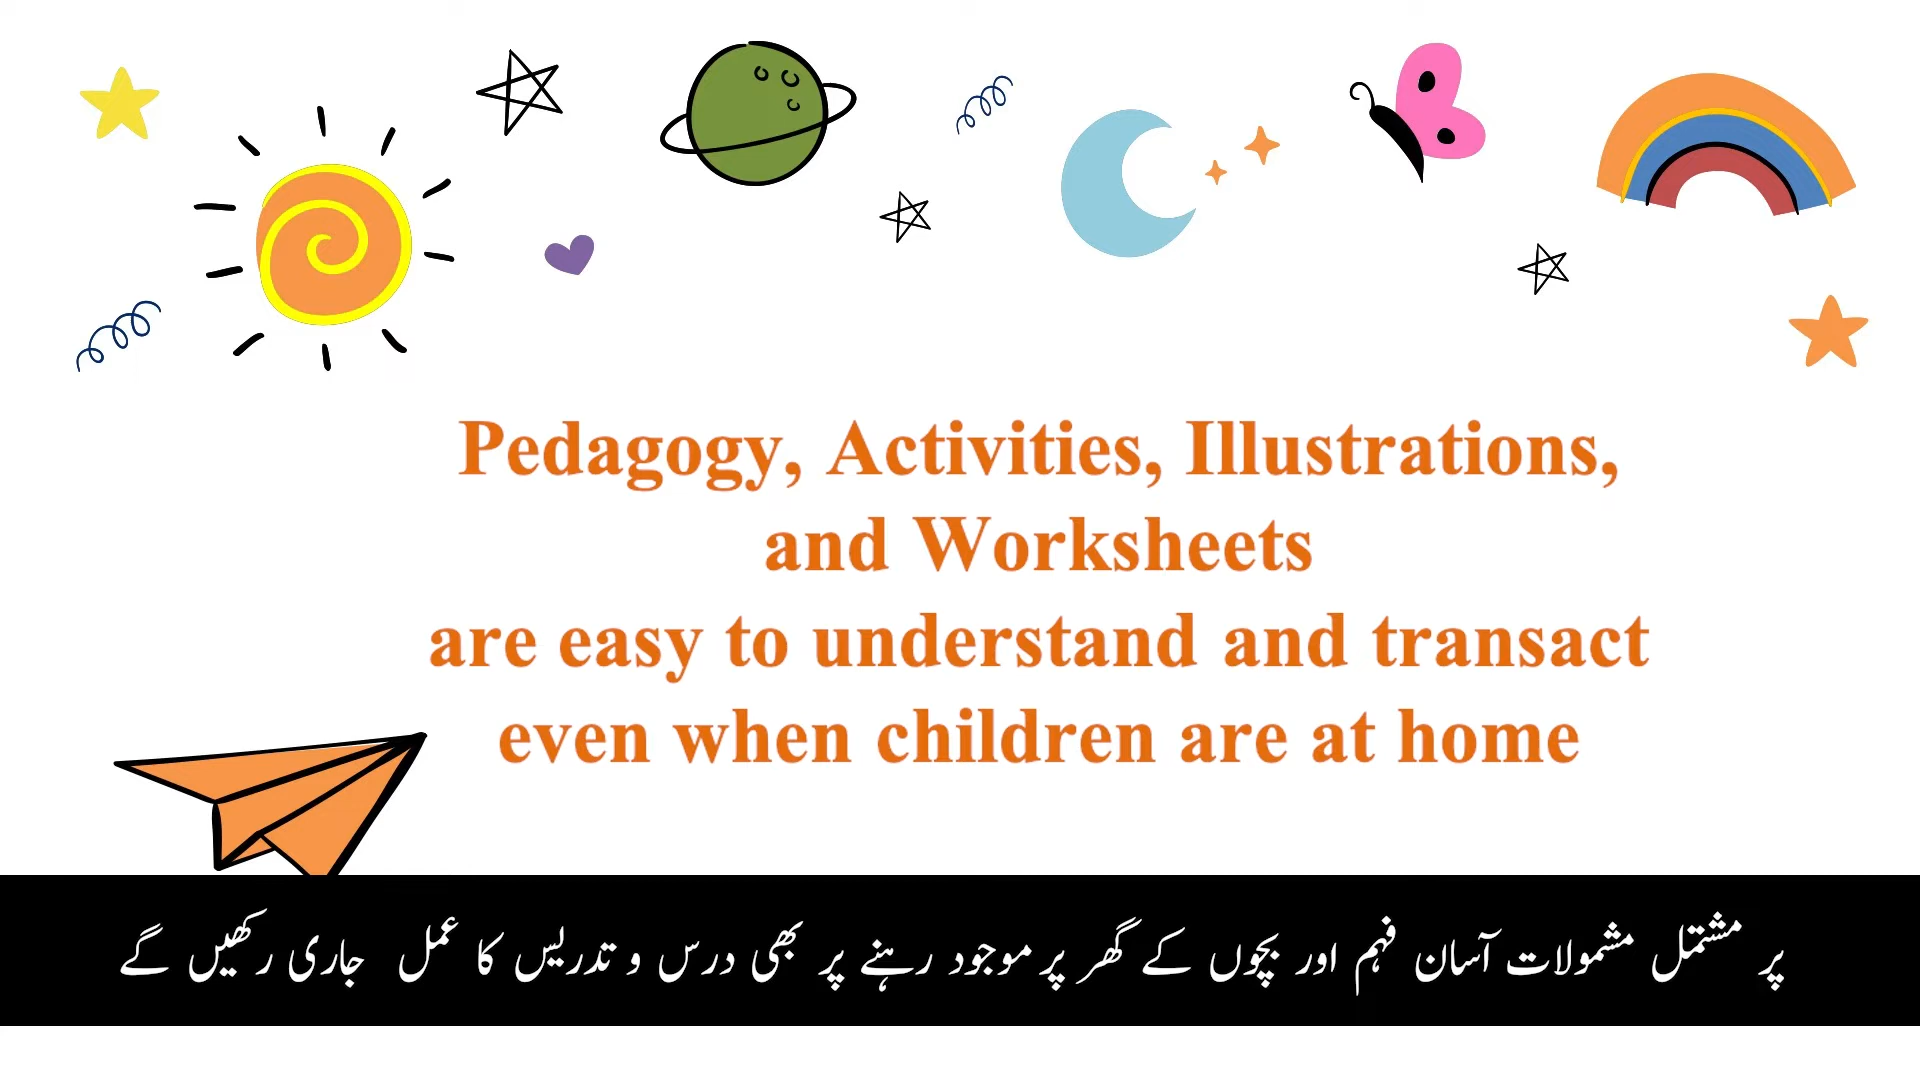 Pedagogy, Activities, Illustrations,
and Worksheets
are easy to understand and transact
even when children are at home
پر مشتمل مشمولات آسان فہم اور بچوں کے گھر پر موجود رہنے پر بھی درس و تدریس کا عمل جاری رکھیں گے